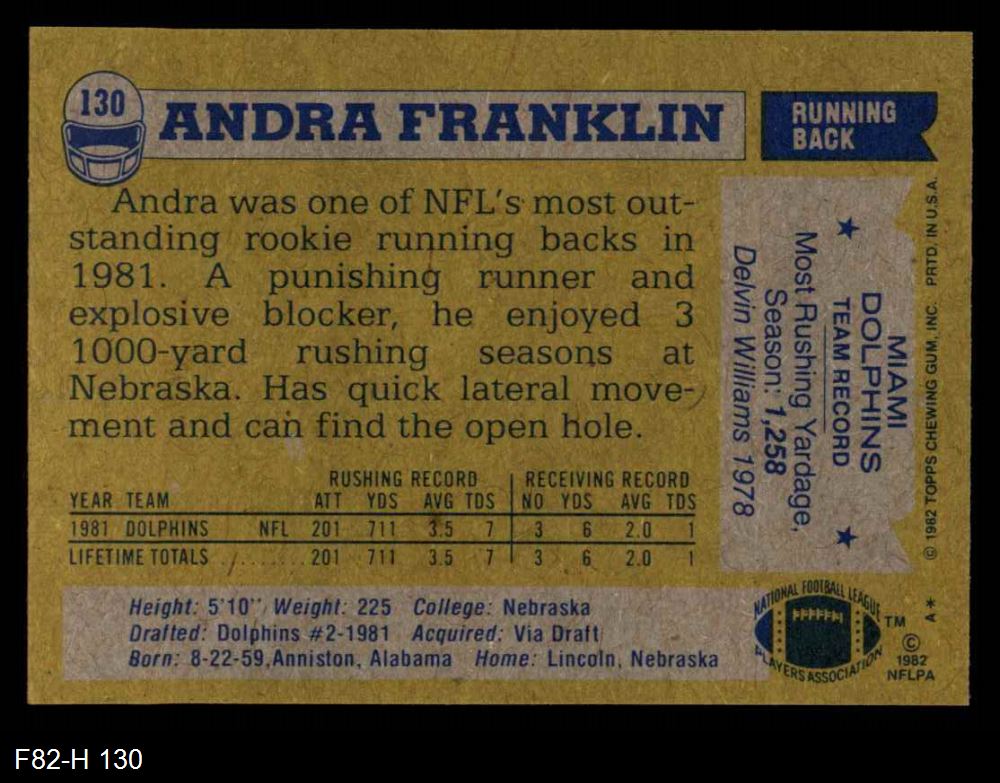 130
ANDRA FRANKLIN
RUNNING
BACK
Andra was one of NFL's most out-
standing rookie running backs in
1981. A punishing runner and
explosive blocker, he enjoyed 3
1000-yard rushing seasons at
Nebraska. Has quick lateral move-
ment and can find the open hole.
RUSHING RECORD RECEIVING RECORD
YEAR TEAM ATT YDS AVG TDS NO YDS AVG TDS
1981 DOLPHINS NFL 201 711 3.5 7 3 6 2.0 1
LIFETIME TOTALS .......... 201 711 3.5 7 3 6 2.0 1
Height: 5'10" Weight: 225 College: Nebraska
Drafted: Dolphins #2-1981 Acquired: Via Draft
Born: 8-22-59, Anniston, Alabama Home: Lincoln, Nebraska
MIAMI
DOLPHINS
TEAM RECORD
Most Rushing Yardage,
Season: 1,258
Delvin Williams 1978
© 1982 TOPPS CHEWING GUM, INC. PRTD. IN U.S.A.
A*
NATIONAL FOOTBALL LEAGUE
PLAYERS ASSOCIATION
TM
©
1982
NFLPA
F82-H 130